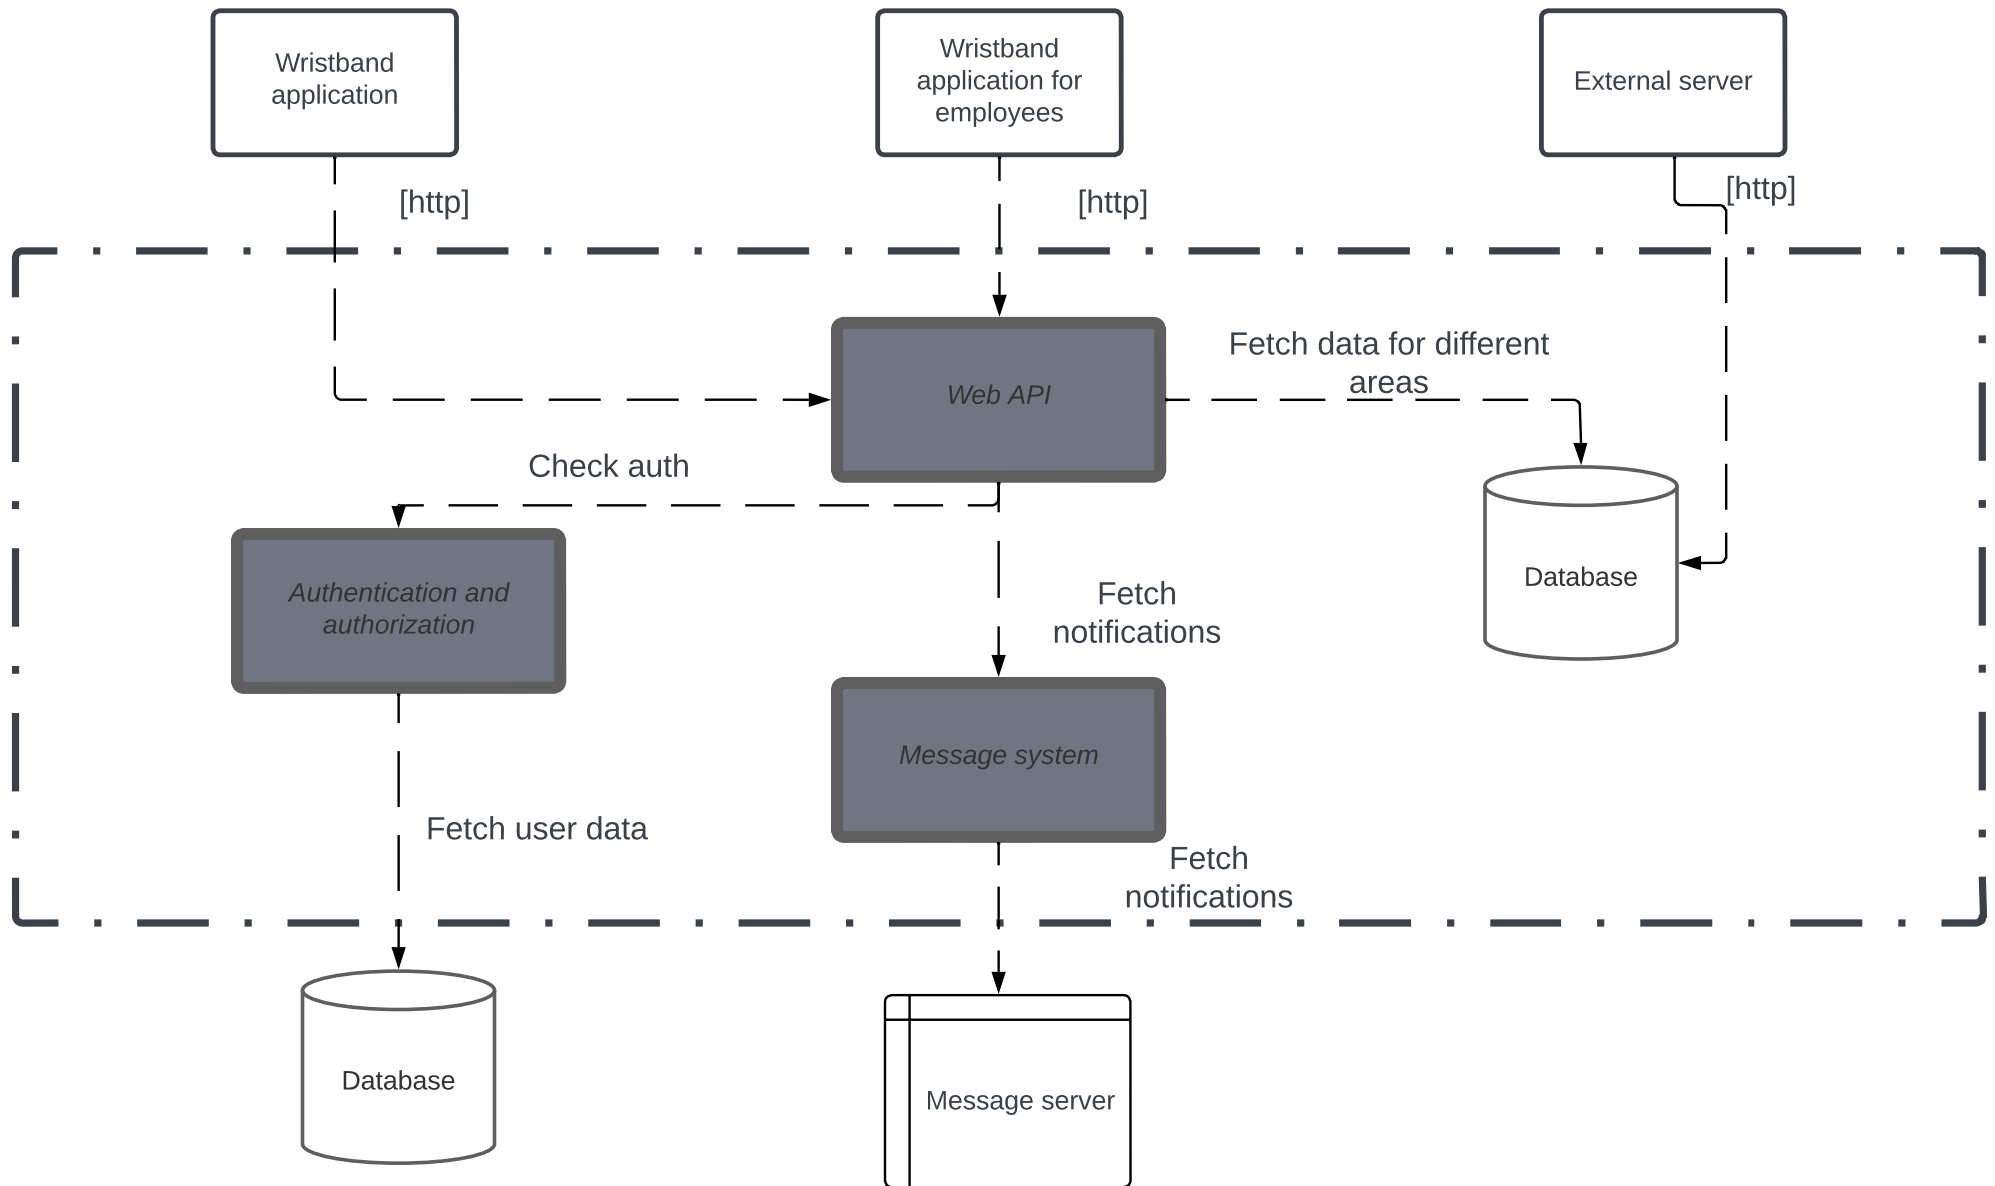 Wristband
application
Wristband
application for
employees
External server
[http]
[http]
[http]
Web API
Fetch data for different
areas
Check auth
Authentication and
authorization
Fetch
notifications
Database
Message system
Fetch user data
Fetch
notifications
Database
Message server